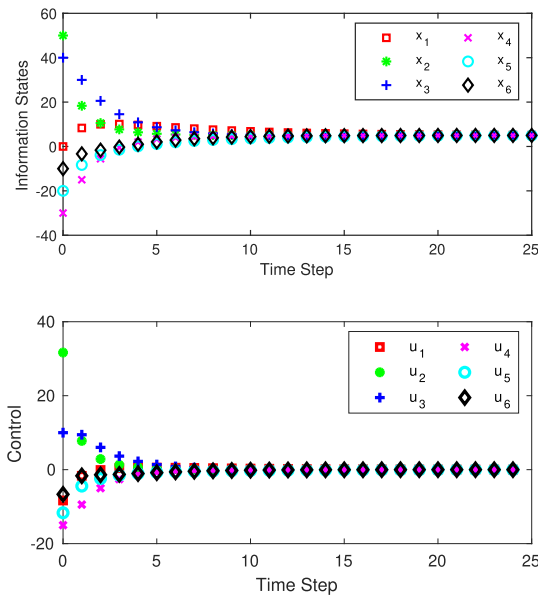 60
40
20
0
-20
-40
Information States
x1 x4
x2 x5
x3 x6
0 5 10 15 20 25
Time Step
40
20
0
-20
Control
u1 u4
u2 u5
u3 u6
0 5 10 15 20 25
Time Step